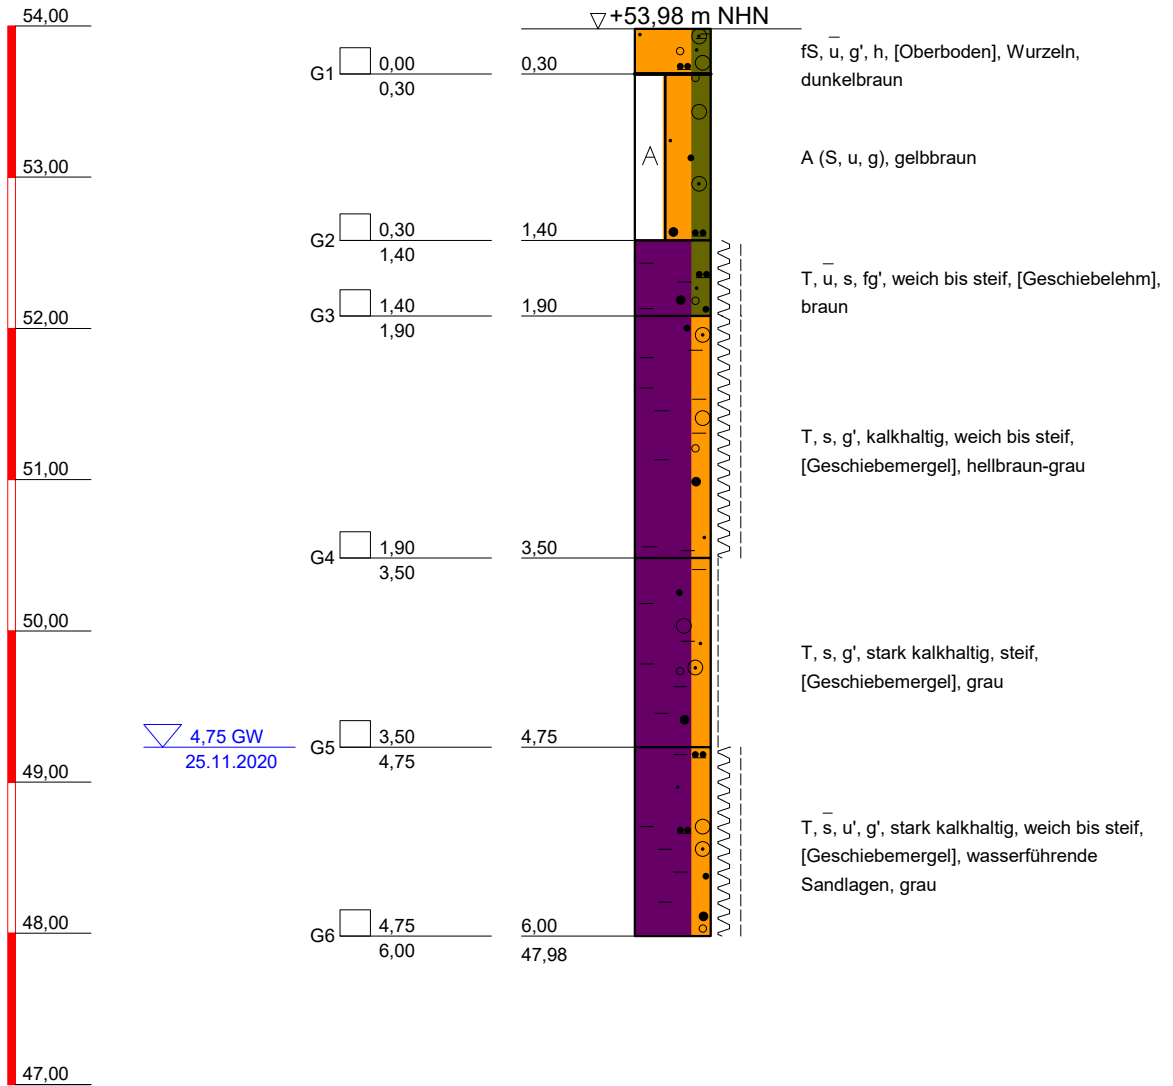 54,00
+53,98 m NHN
fS, u̅, g', h, [Oberboden], Wurzeln,
dunkelbraun
G1 0,00
0,30
0,30
A
A (S, u, g), gelbbraun
53,00
G2 0,30
1,40
1,40
T, u̅, s, fg', weich bis steif, [Geschiebelehm],
braun
G3 1,40
1,90
1,90
52,00
T, s, g', kalkhaltig, weich bis steif,
[Geschiebemergel], hellbraun-grau
51,00
G4 1,90
3,50
3,50
50,00
T, s, g', stark kalkhaltig, steif,
[Geschiebemergel], grau
4,75 GW
25.11.2020
G5 3,50
4,75
4,75
49,00
T, s̅, u', g', stark kalkhaltig, weich bis steif,
[Geschiebemergel], wasserführende
Sandlagen, grau
48,00
G6 4,75
6,00
6,00
47,98
47,00